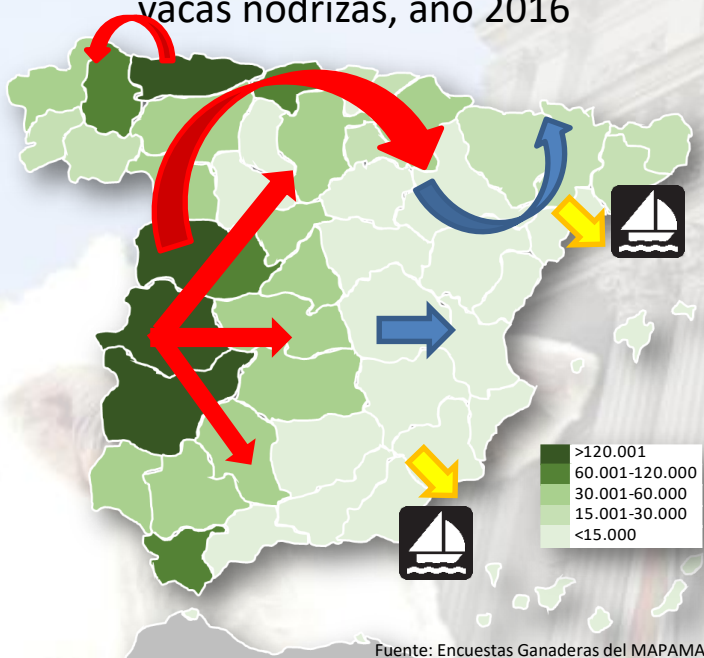 vacas nodrizas, año 2016
>120.001
60.001-120.000
30.001-60.000
15.001-30.000
<15.000
Fuente: Encuestas Ganaderas del MAPAMA